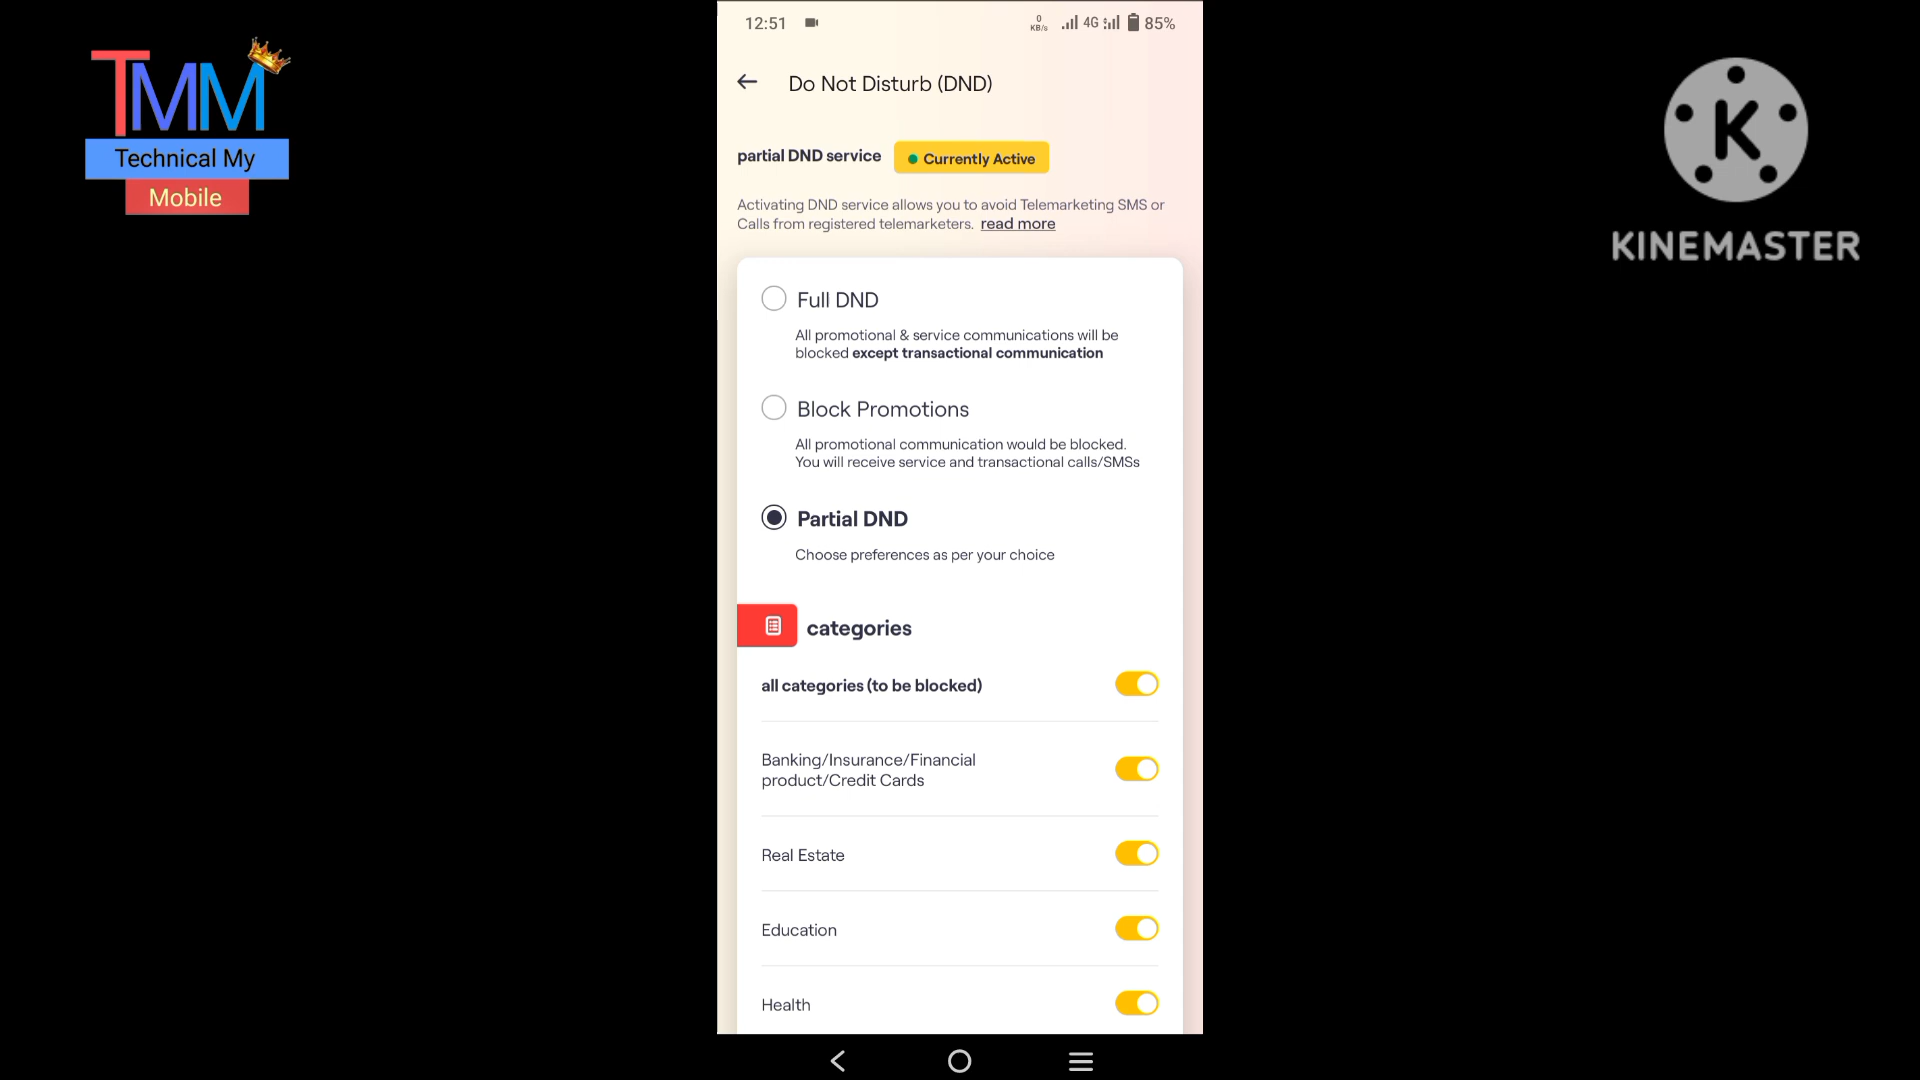 TMM
Technical My
Mobile
K
KINEMASTER
12:51
0
KB/s
4G
85%
Do Not Disturb (DND)
partial DND service
Currently Active
Activating DND service allows you to avoid Telemarketing SMS or
Calls from registered telemarketers. read more
Full DND
All promotional & service communications will be
blocked except transactional communication
Block Promotions
All promotional communication would be blocked.
You will receive service and transactional calls/SMSs
Partial DND
Choose preferences as per your choice
categories
all categories (to be blocked)
Banking/Insurance/Financial
product/Credit Cards
Real Estate
Education
Health